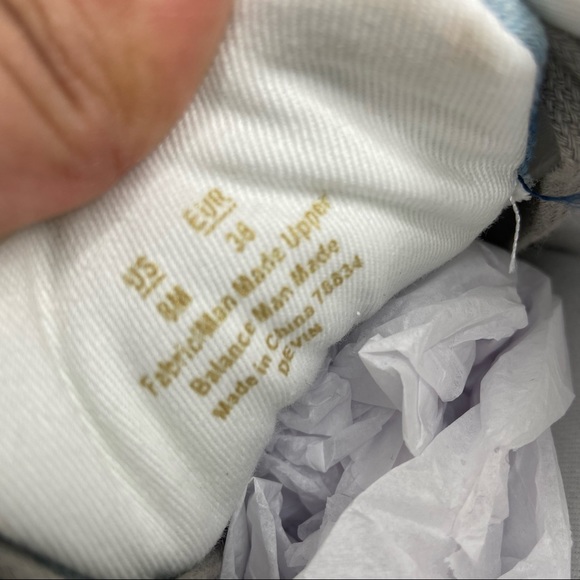 US EUR
8M 38
Fabric/Man Made Upper
Balance Man Made
Made in China 78834
DEVIN